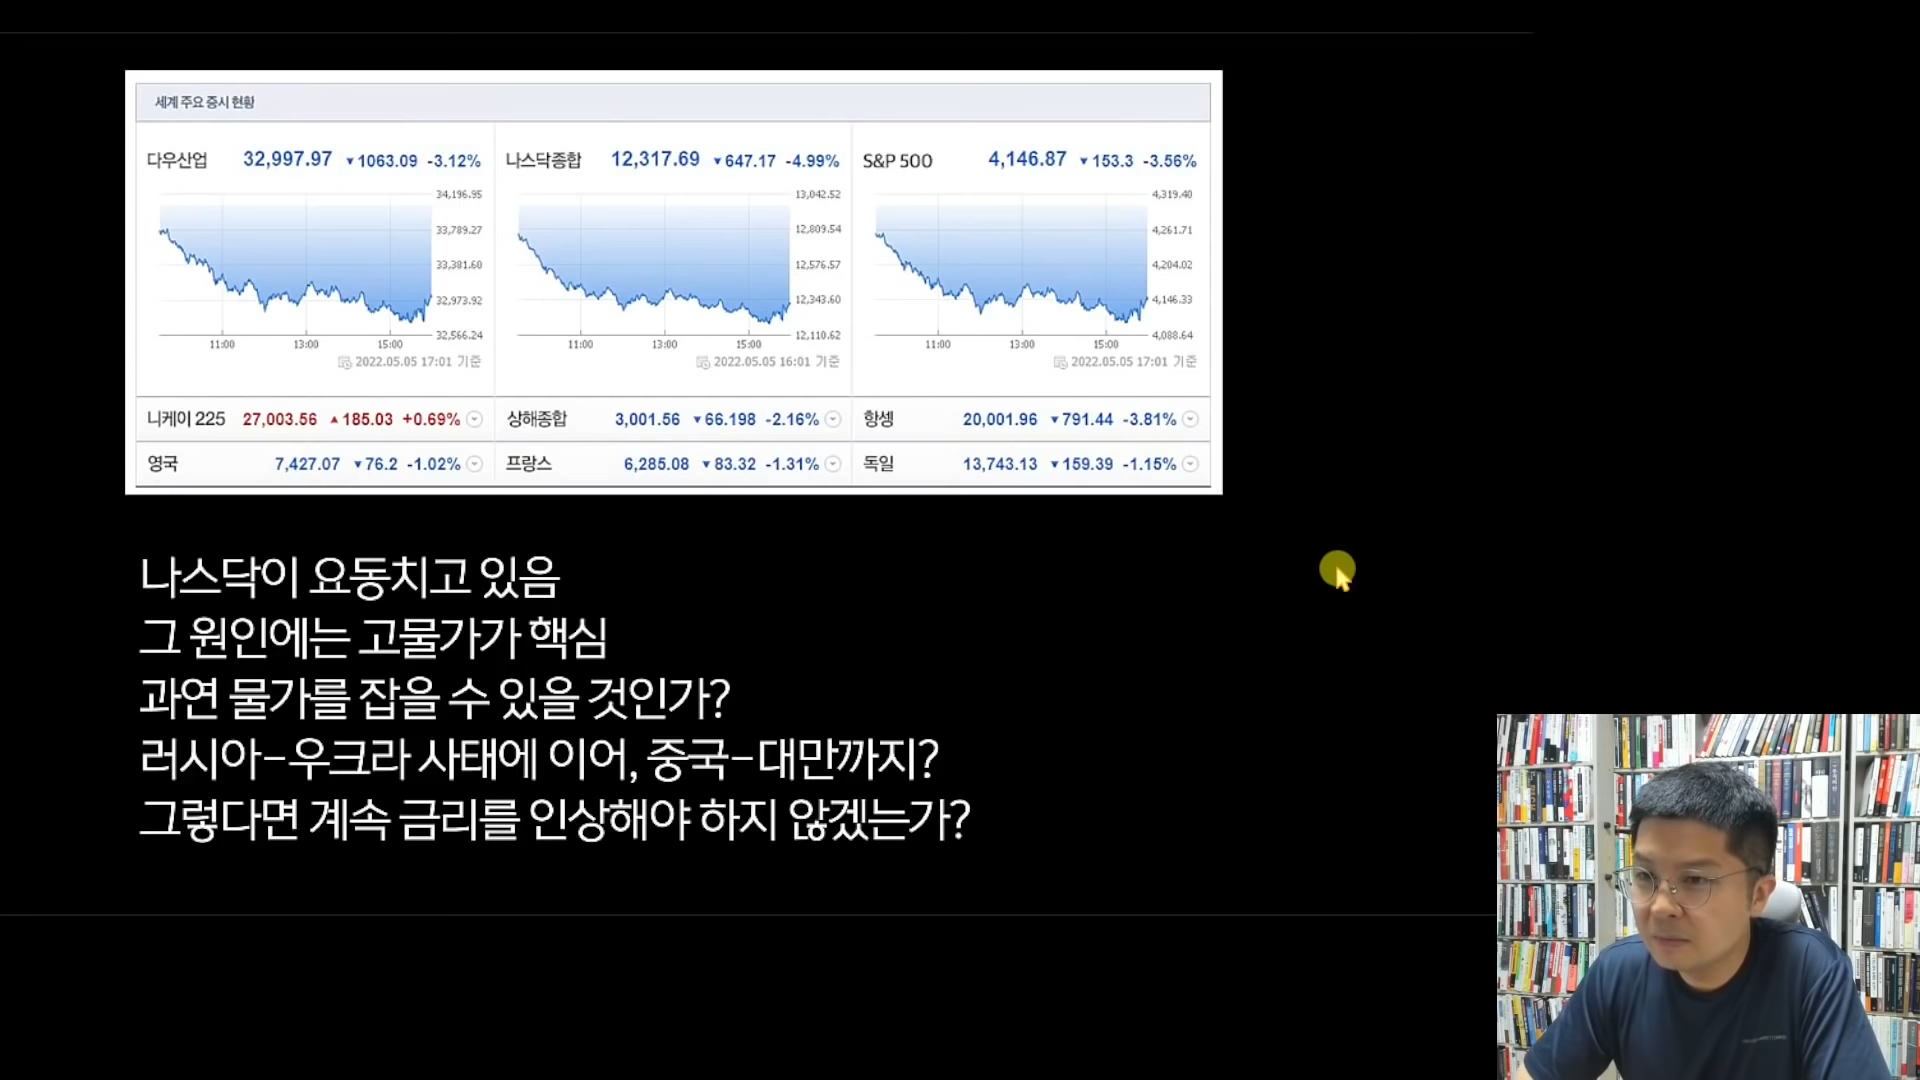 세계 주요 증시 현황
다우산업 32,997.97 ▼1063.09 -3.12%
34,196.95
33,789.27
33,381.60
32,973.92
32,566.24
11:00 13:00 15:00
2022.05.05 17:01 기준
나스닥종합 12,317.69 ▼647.17 -4.99%
13,042.52
12,809.54
12,576.57
12,343.60
12,110.62
11:00 13:00 15:00
2022.05.05 16:01 기준
S&P 500 4,146.87 ▼153.3 -3.56%
4,319.40
4,261.71
4,204.02
4,146.33
4,088.64
11:00 13:00 15:00
2022.05.05 17:01 기준
니케이 225 27,003.56 ▲185.03 +0.69%
상해종합 3,001.56 ▼66.198 -2.16%
항셍 20,001.96 ▼791.44 -3.81%
영국 7,427.07 ▼76.2 -1.02%
프랑스 6,285.08 ▼83.32 -1.31%
독일 13,743.13 ▼159.39 -1.15%
나스닥이 요동치고 있음
그 원인에는 고물가가 핵심
과연 물가를 잡을 수 있을 것인가?
러시아-우크라 사태에 이어, 중국-대만까지?
그렇다면 계속 금리를 인상해야 하지 않겠는가?